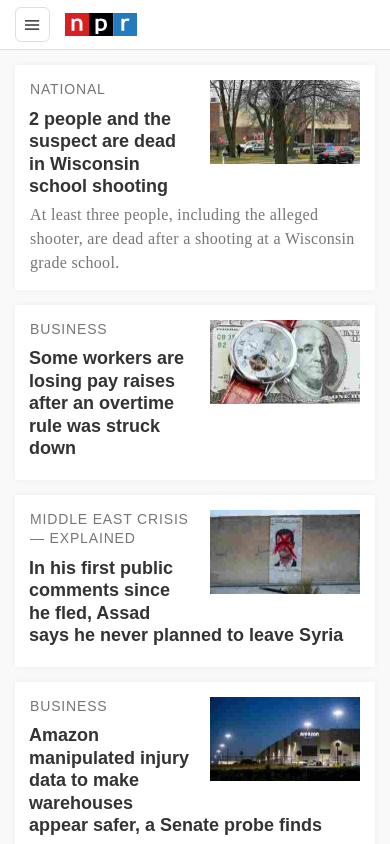 npr
NATIONAL
2 people and the
suspect are dead
in Wisconsin
school shooting
At least three people, including the alleged
shooter, are dead after a shooting at a Wisconsin
grade school.
BUSINESS
Some workers are
losing pay raises
after an overtime
rule was struck
down
MIDDLE EAST CRISIS
— EXPLAINED
In his first public
comments since
he fled, Assad
says he never planned to leave Syria
BUSINESS
Amazon
manipulated injury
data to make
warehouses
appear safer, a Senate probe finds
amazon